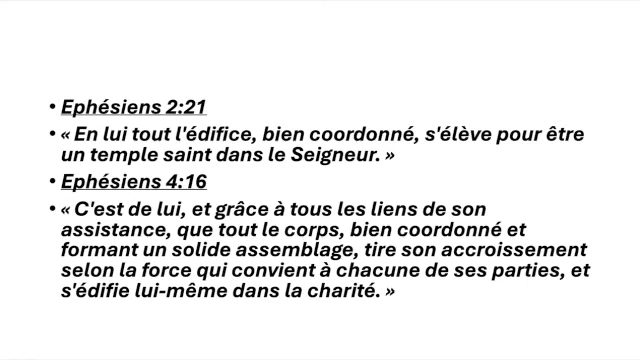 • Ephésiens 2:21
• « En lui tout l'édifice, bien coordonné, s'élève pour être
un temple saint dans le Seigneur. »
• Ephésiens 4:16
• « C'est de lui, et grâce à tous les liens de son
assistance, que tout le corps, bien coordonné et
formant un solide assemblage, tire son accroissement
selon la force qui convient à chacune de ses parties, et
s'édifie lui-même dans la charité. »